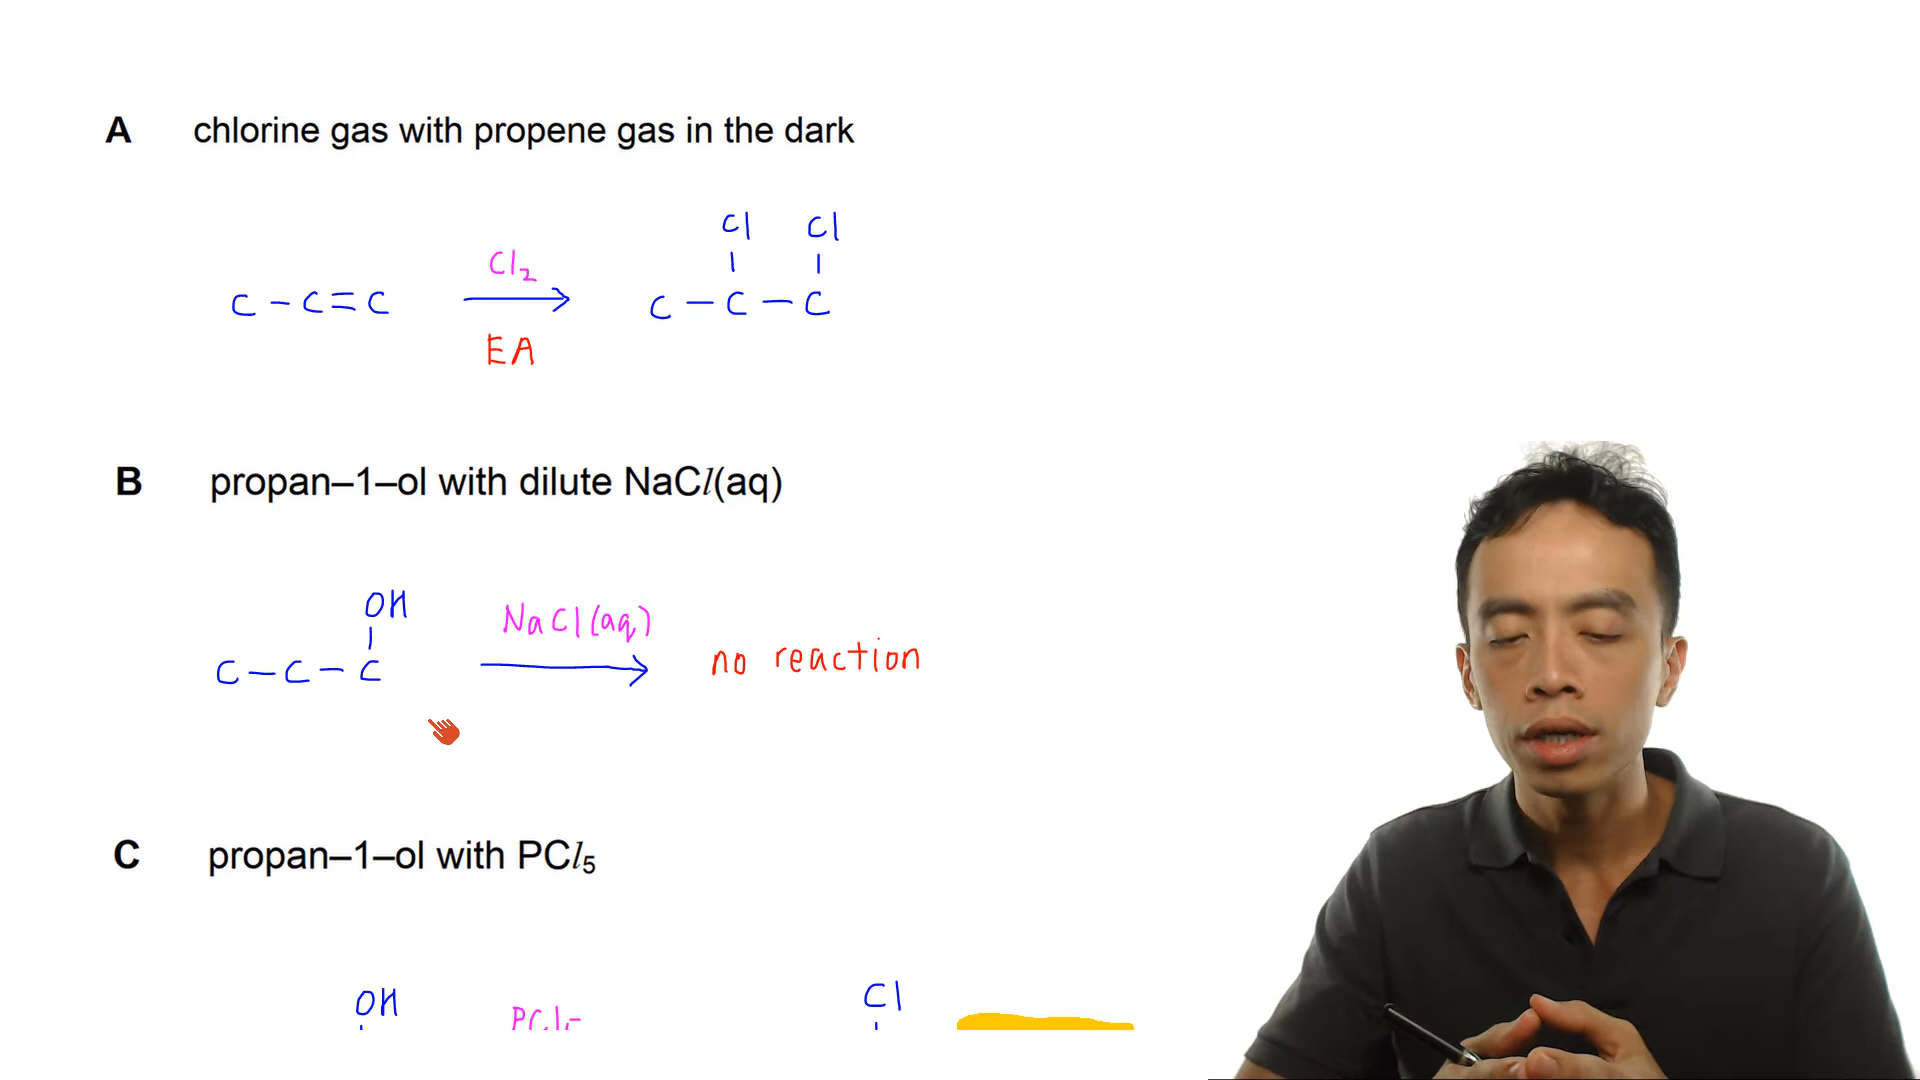 A chlorine gas with propene gas in the dark
Cl Cl
Cl2
C - C = C C - C - C
EA
B propan–1–ol with dilute NaCl(aq)
OH NaCl(aq)
C - C - C no reaction
C propan–1–ol with PCl5
OH PCl5 Cl